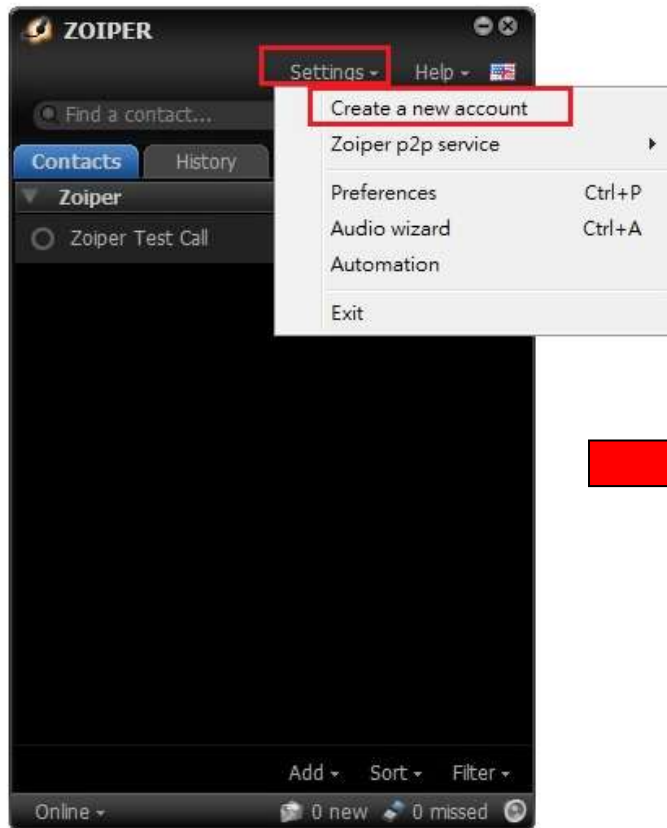 ZOIPER
Settings Help
Find a contact...
Create a new account
Contacts History
Zoiper p2p service
Zoiper
Preferences Ctrl+P
Zoiper Test Call
Audio wizard Ctrl+A
Automation
Exit
Add Sort Filter
Online 0 new 0 missed